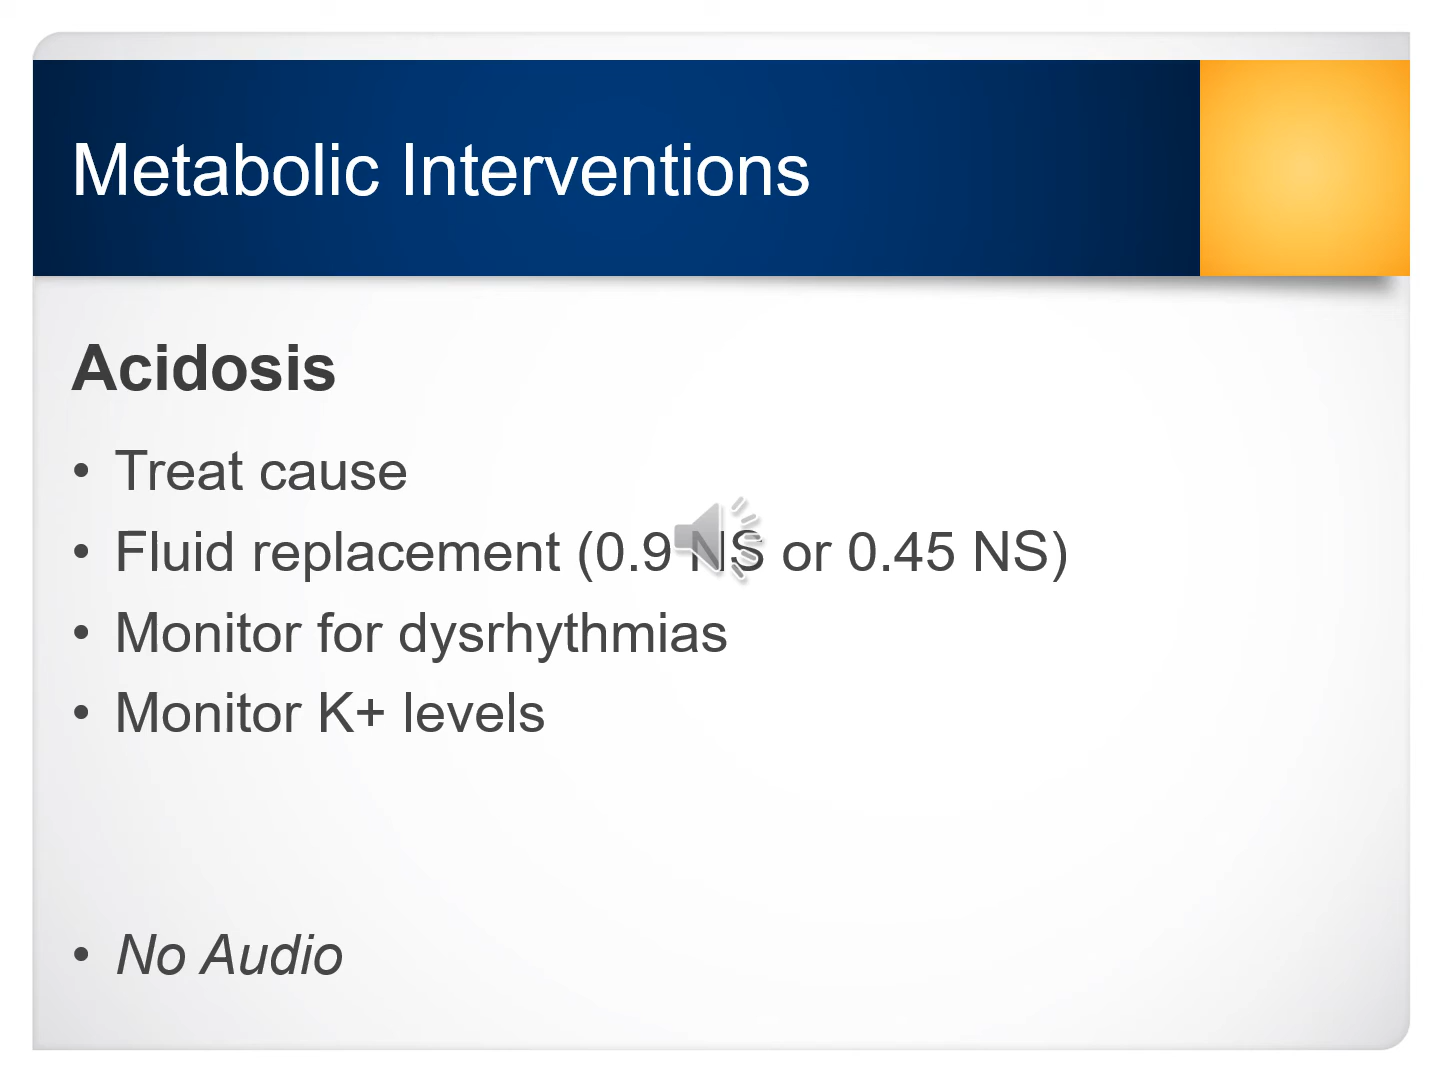 Metabolic Interventions
Acidosis
• Treat cause
• Fluid replacement (0.9 NS or 0.45 NS)
• Monitor for dysrhythmias
• Monitor K+ levels
• No Audio